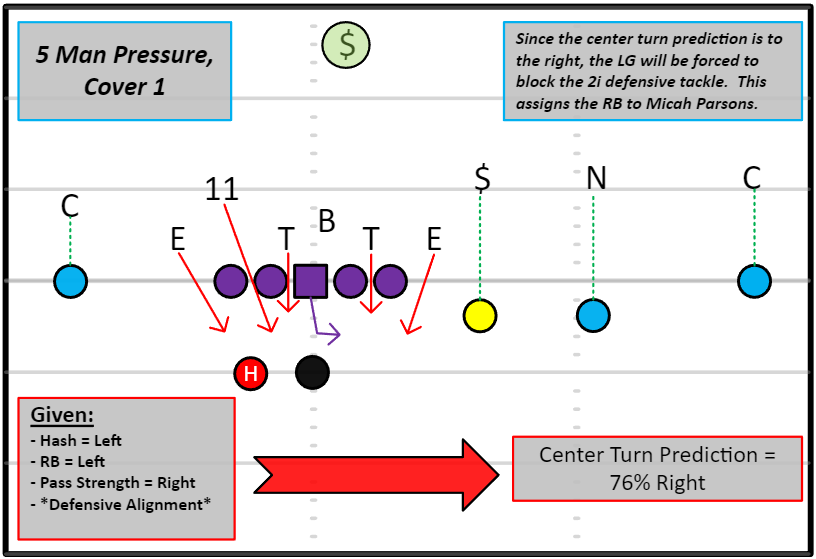 5 Man Pressure,
Cover 1
$
Since the center turn prediction is to
the right, the LG will be forced to
block the 2i defensive tackle.  This
assigns the RB to Micah Parsons.
C
11
$
N
C
E
T
B
T
E
H
Given:
- Hash = Left
- RB = Left
- Pass Strength = Right
- *Defensive Alignment*
Center Turn Prediction =
76% Right